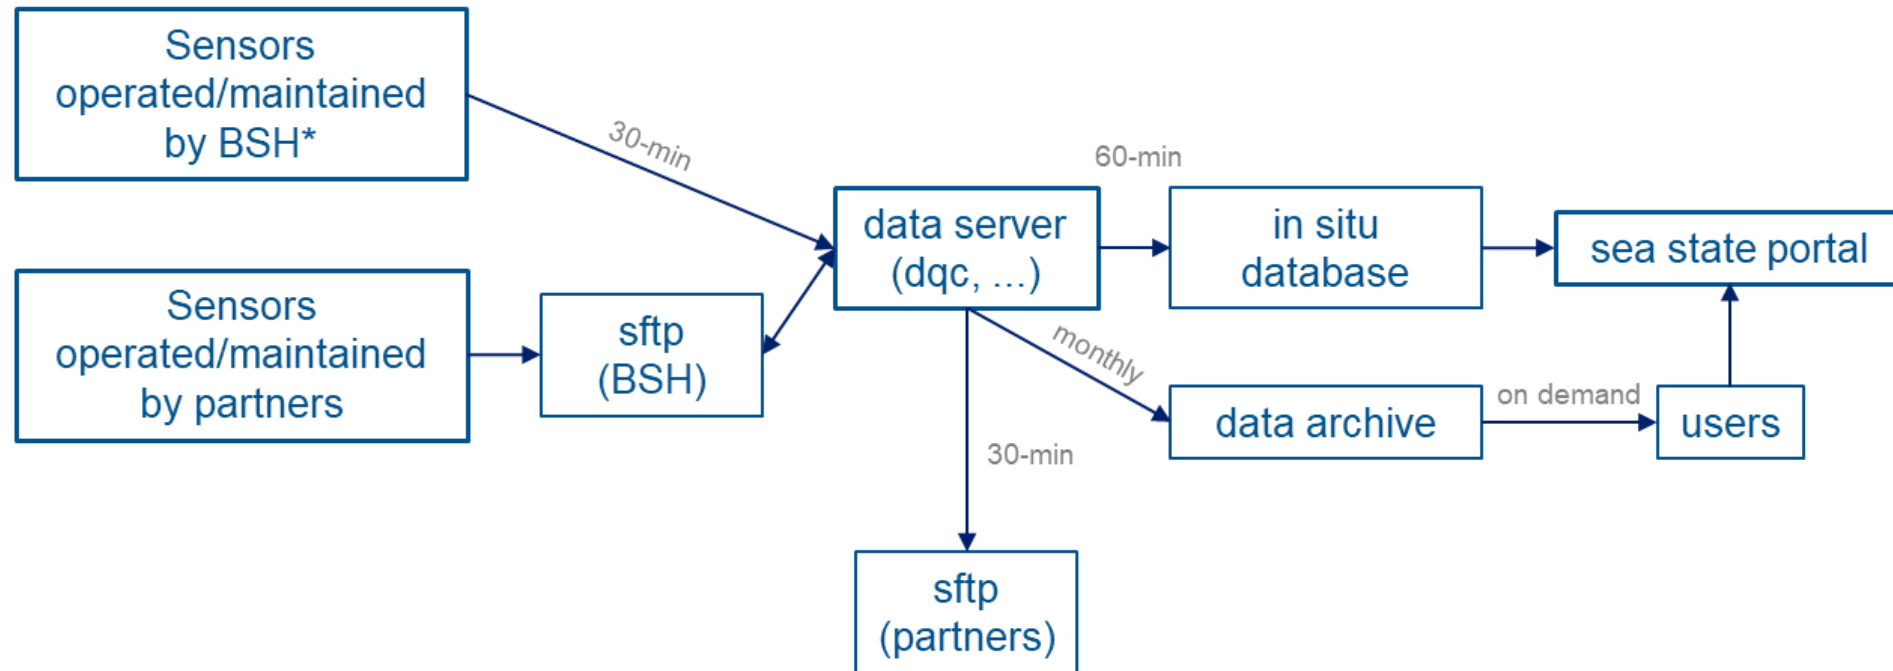 Sensors
operated/maintained
by BSH*
30-min
60-min
data server
(dqc, ...)
in situ
database
sea state portal
Sensors
operated/maintained
by partners
sftp
(BSH)
monthly
data archive
on demand
users
30-min
sftp
(partners)